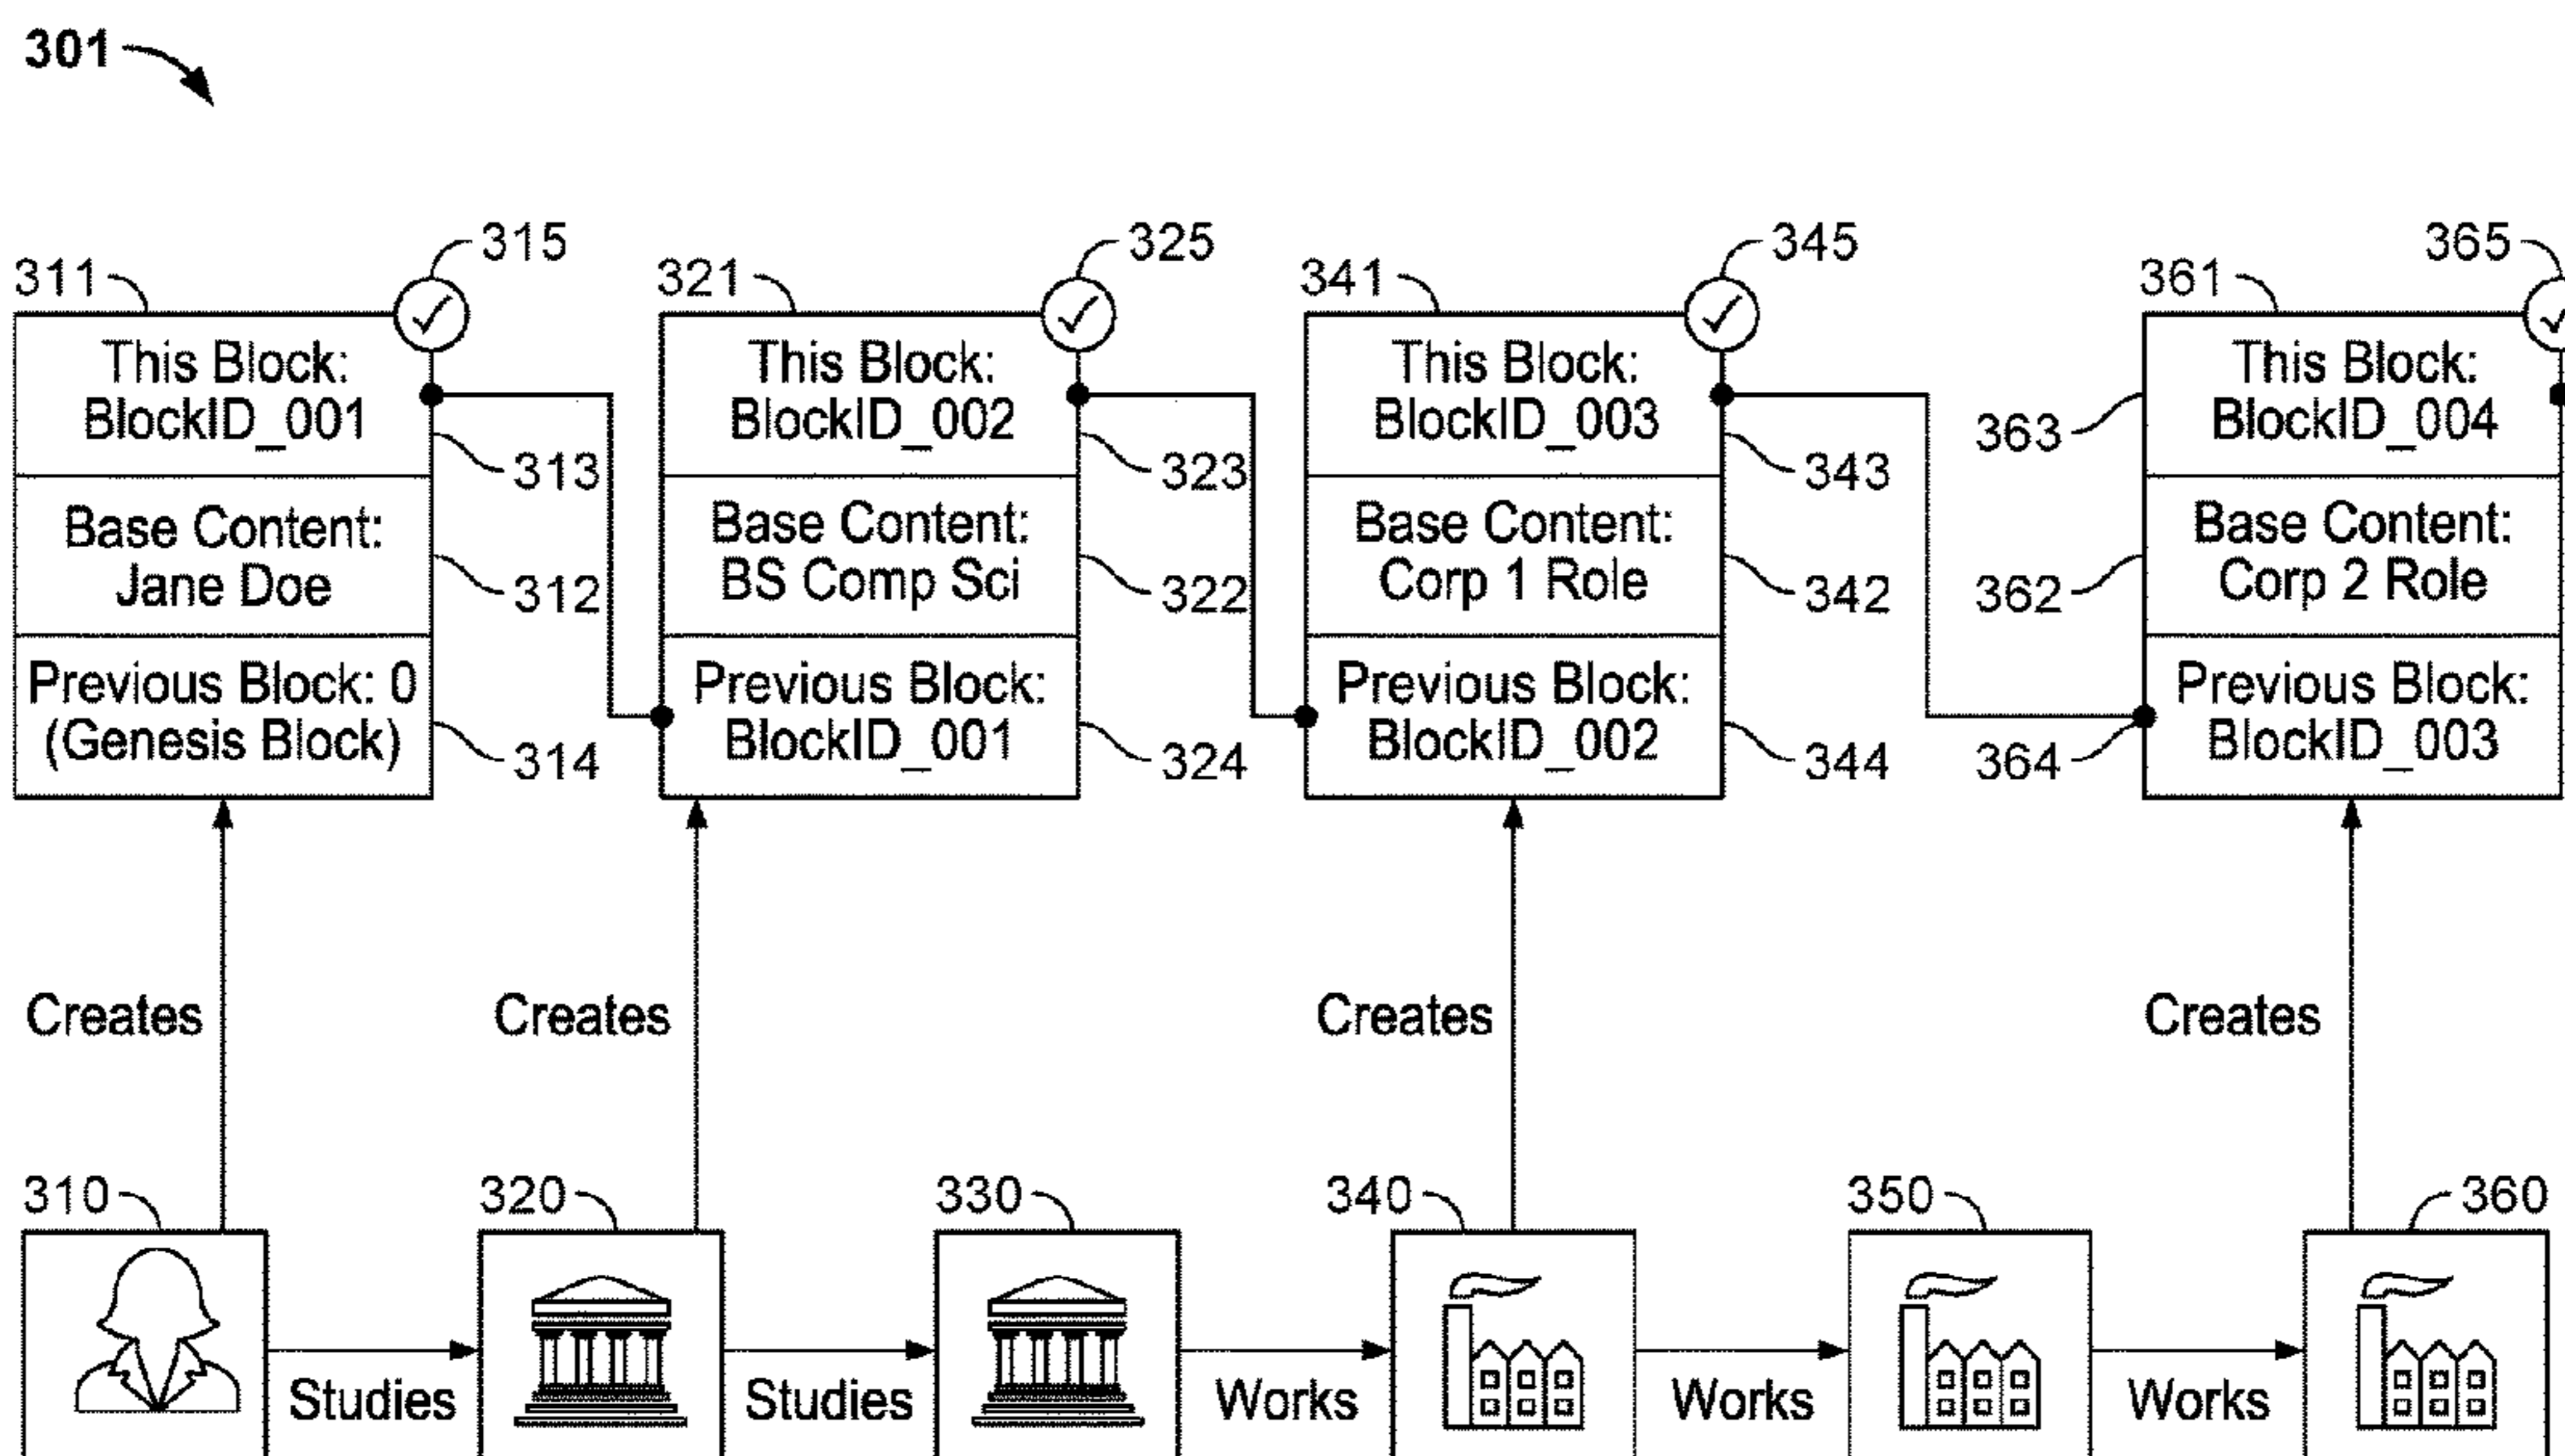 301
315
325
345
365
311
321
341
361
This Block:
BlockID_001
This Block:
BlockID_002
This Block:
BlockID_003
This Block:
BlockID_004
313
323
343
363
Base Content:
Jane Doe
Base Content:
BS Comp Sci
Base Content:
Corp 1 Role
Base Content:
Corp 2 Role
312
322
342
362
Previous Block: 0
(Genesis Block)
Previous Block:
BlockID_001
Previous Block:
BlockID_002
Previous Block:
BlockID_003
314
324
344
364
Creates
Creates
Creates
Creates
310
320
330
340
350
360
Studies
Studies
Works
Works
Works